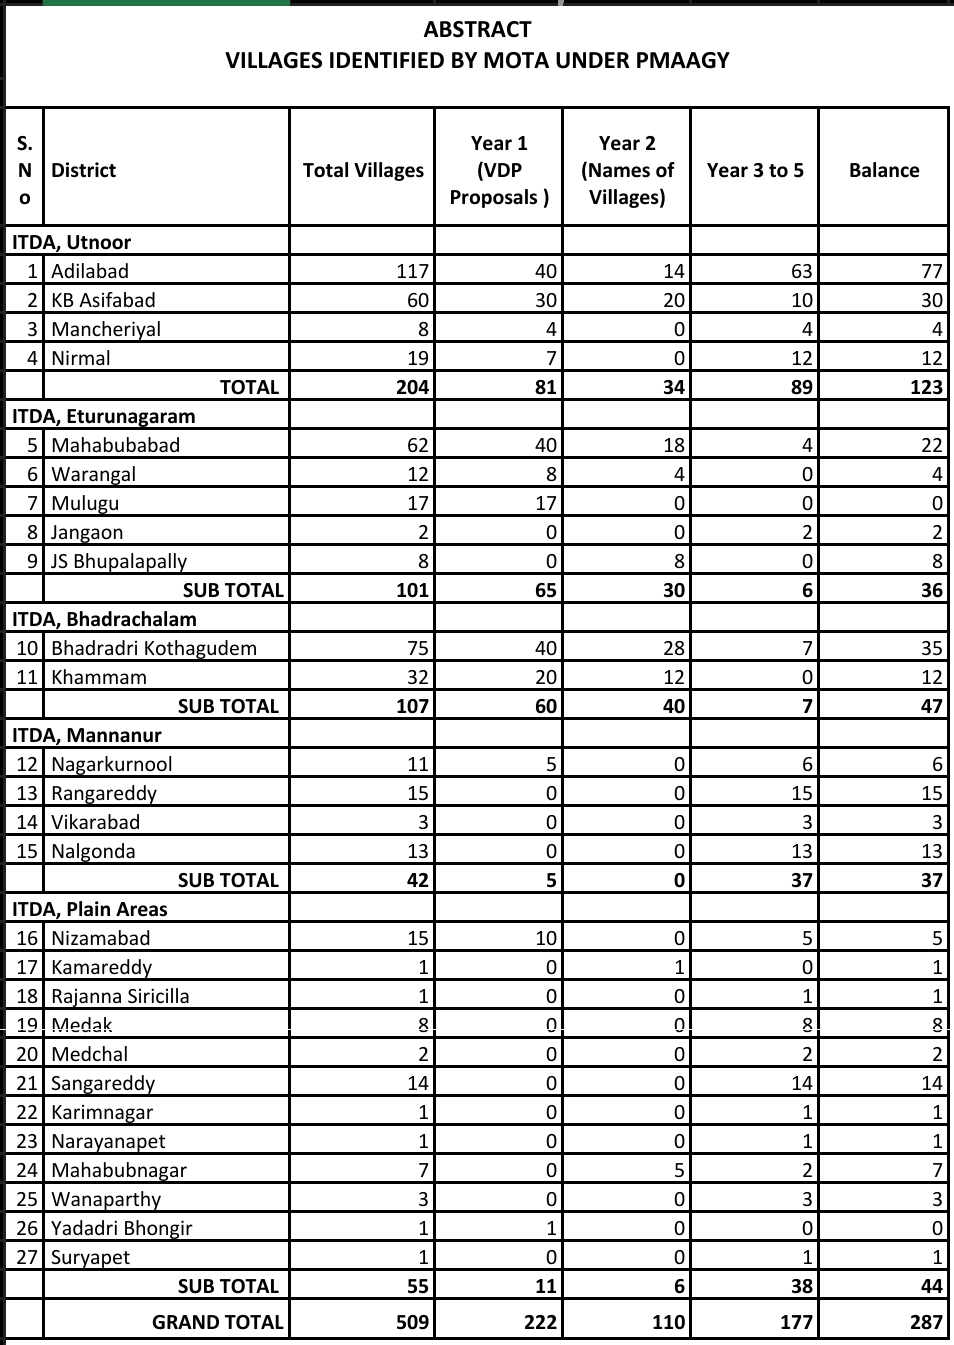 ABSTRACT
VILLAGES IDENTIFIED BY MOTA UNDER PMAAGY
S. No District Total Villages Year 1 (VDP Proposals ) Year 2 (Names of Villages) Year 3 to 5 Balance
ITDA, Utnoor
1 Adilabad 117 40 14 63 77
2 KB Asifabad 60 30 20 10 30
3 Mancheriyal 8 4 0 4 4
4 Nirmal 19 7 0 12 12
TOTAL 204 81 34 89 123
ITDA, Eturunagaram
5 Mahabubabad 62 40 18 4 22
6 Warangal 12 8 4 0 4
7 Mulugu 17 17 0 0 0
8 Jangaon 2 0 0 2 2
9 JS Bhupalapally 8 0 8 0 8
SUB TOTAL 101 65 30 6 36
ITDA, Bhadrachalam
10 Bhadradri Kothagudem 75 40 28 7 35
11 Khammam 32 20 12 0 12
SUB TOTAL 107 60 40 7 47
ITDA, Mannanur
12 Nagarkurnool 11 5 0 6 6
13 Rangareddy 15 0 0 15 15
14 Vikarabad 3 0 0 3 3
15 Nalgonda 13 0 0 13 13
SUB TOTAL 42 5 0 37 37
ITDA, Plain Areas
16 Nizamabad 15 10 0 5 5
17 Kamareddy 1 0 1 0 1
18 Rajanna Siricilla 1 0 0 1 1
19 Medak 8 0 0 8 8
20 Medchal 2 0 0 2 2
21 Sangareddy 14 0 0 14 14
22 Karimnagar 1 0 0 1 1
23 Narayanapet 1 0 0 1 1
24 Mahabubnagar 7 0 5 2 7
25 Wanaparthy 3 0 0 3 3
26 Yadadri Bhongir 1 1 0 0 0
27 Suryapet 1 0 0 1 1
SUB TOTAL 55 11 6 38 44
GRAND TOTAL 509 222 110 177 287